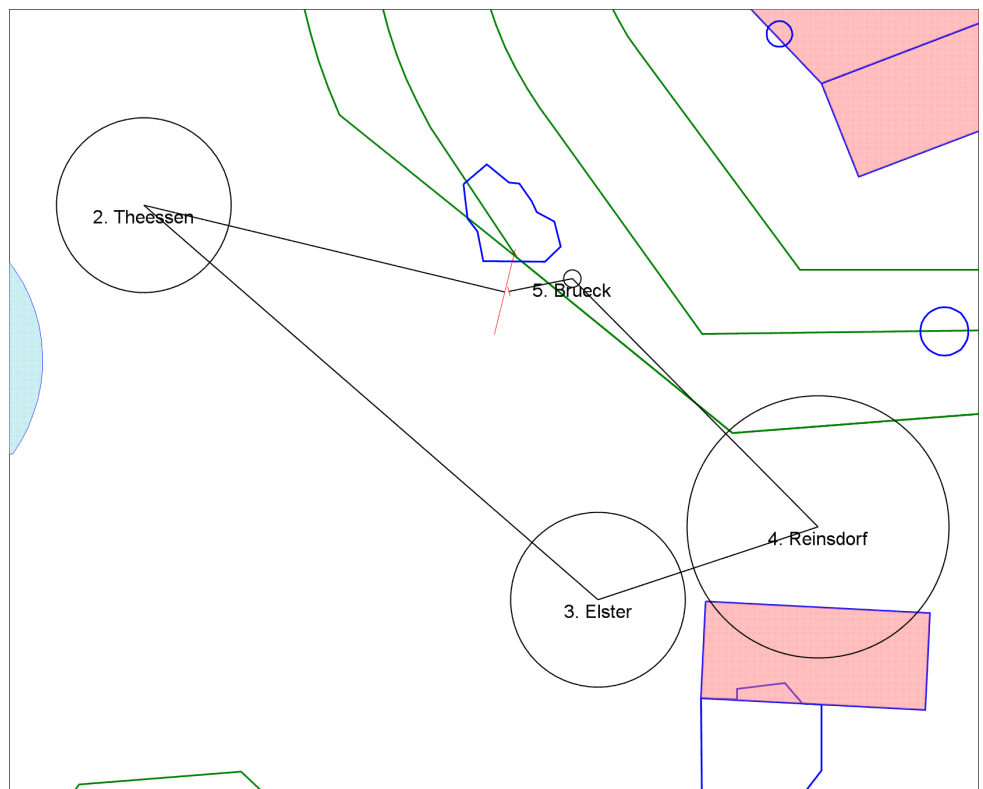 2. Theessen
5. Brueck
4. Reinsdorf
3. Elster